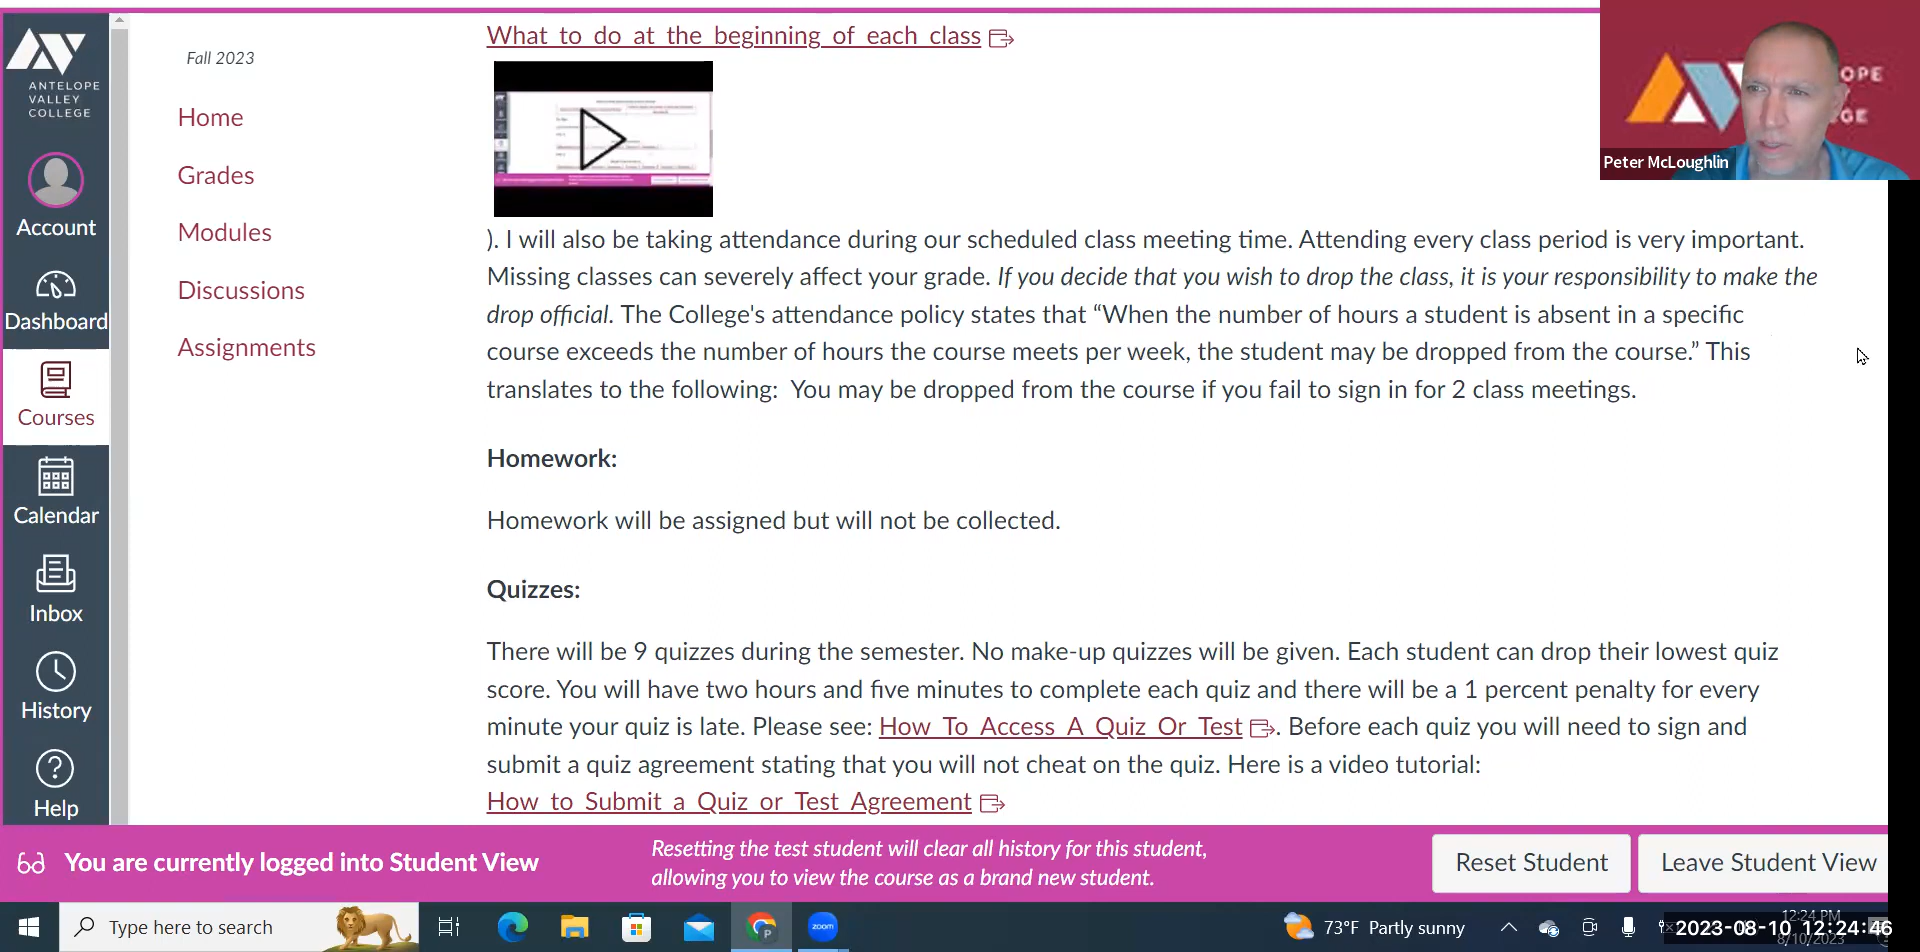 ANTELOPE
VALLEY
COLLEGE
Account
Dashboard
Courses
Calendar
Inbox
History
Help
Fall 2023
Home
Grades
Modules
Discussions
Assignments
What to do at the beginning of each class
). I will also be taking attendance during our scheduled class meeting time. Attending every class period is very important.
Missing classes can severely affect your grade. If you decide that you wish to drop the class, it is your responsibility to make the
drop official. The College's attendance policy states that “When the number of hours a student is absent in a specific
course exceeds the number of hours the course meets per week, the student may be dropped from the course.” This
translates to the following:  You may be dropped from the course if you fail to sign in for 2 class meetings.
Homework:
Homework will be assigned but will not be collected.
Quizzes:
There will be 9 quizzes during the semester. No make-up quizzes will be given. Each student can drop their lowest quiz
score. You will have two hours and five minutes to complete each quiz and there will be a 1 percent penalty for every
minute your quiz is late. Please see: How To Access A Quiz Or Test. Before each quiz you will need to sign and
submit a quiz agreement stating that you will not cheat on the quiz. Here is a video tutorial:
How to Submit a Quiz or Test Agreement
OPE
GE
Peter McLoughlin
You are currently logged into Student View
Resetting the test student will clear all history for this student,
allowing you to view the course as a brand new student.
Reset Student
Leave Student View
Type here to search
zoom
73°F Partly sunny
12:24 PM
2023-08-10 12:24:46
8/10/2023